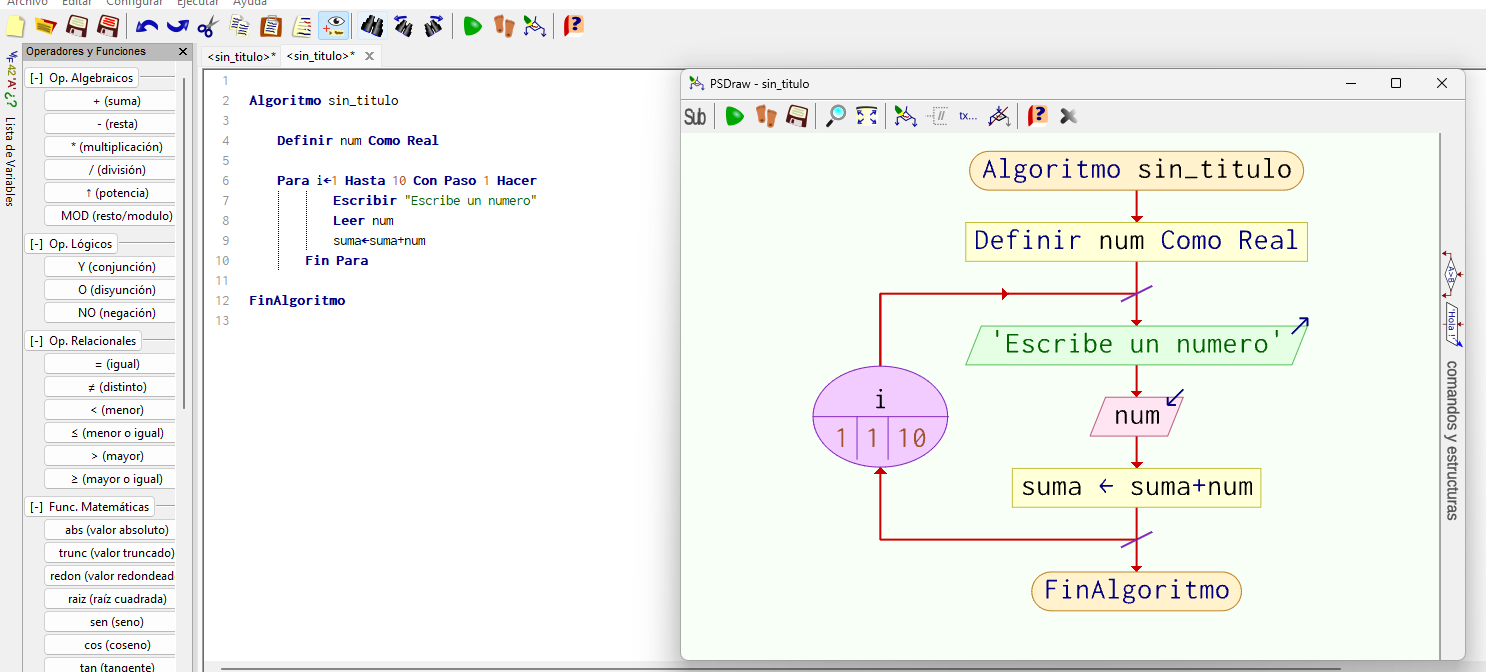 Archivo Editar Configurar Ejecutar Ayuda
Operadores y Funciones
<sin_titulo>* <sin_titulo>*
42 'A' ¿?
Lista de Variables
[-] Op. Algebraicos
+ (suma)
- (resta)
* (multiplicación)
/ (división)
↑ (potencia)
MOD (resto/modulo)
[-] Op. Lógicos
Y (conjunción)
O (disyunción)
NO (negación)
[-] Op. Relacionales
= (igual)
≠ (distinto)
< (menor)
≤ (menor o igual)
> (mayor)
≥ (mayor o igual)
[-] Func. Matemáticas
abs (valor absoluto)
trunc (valor truncado)
redon (valor redondead
raiz (raíz cuadrada)
sen (seno)
cos (coseno)
tan (tangente)
1
2 Algoritmo sin_titulo
3
4 Definir num Como Real
5
6 Para i←1 Hasta 10 Con Paso 1 Hacer
7 Escribir "Escribe un numero"
8 Leer num
9 suma←suma+num
10 Fin Para
11
12 FinAlgoritmo
13
PSDraw - sin_titulo
Sub // tx...
Algoritmo sin_titulo
Definir num Como Real
'Escribe un numero'
i
1 1 10
num
suma ← suma+num
FinAlgoritmo
A>B
'Hola !'
comandos y estructuras